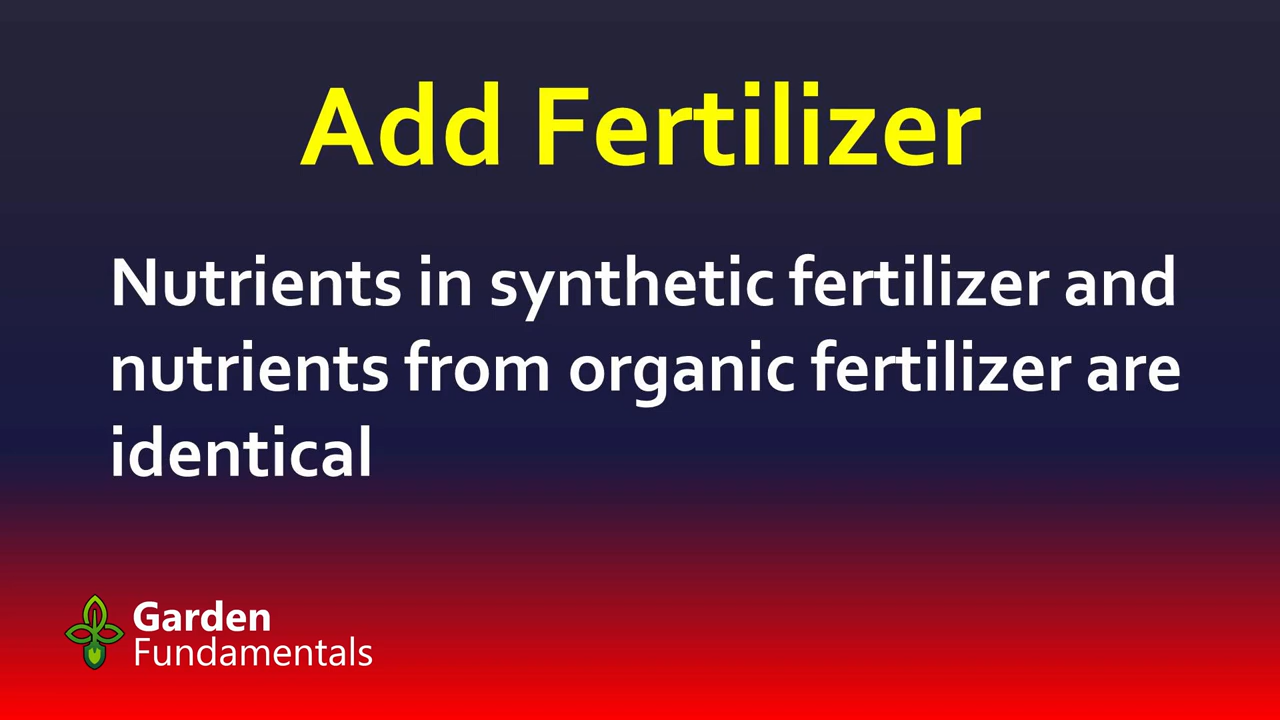 Add Fertilizer
Nutrients in synthetic fertilizer and
nutrients from organic fertilizer are
identical
Garden
Fundamentals